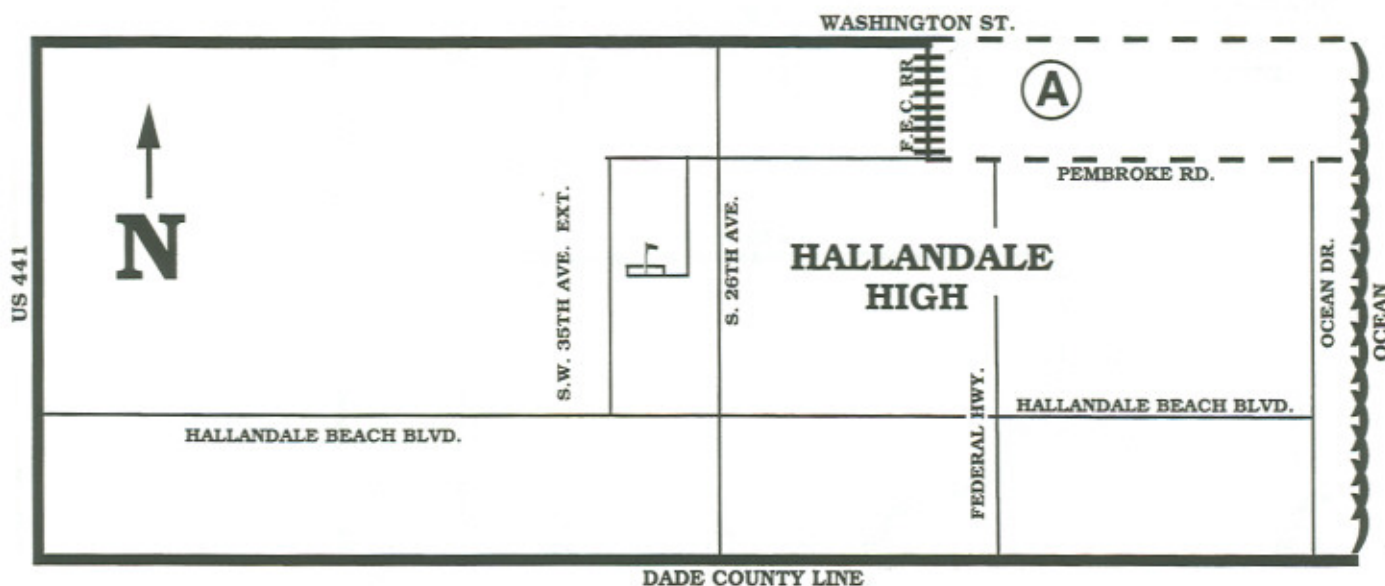 WASHINGTON ST.
F.E.C. RR
A
PEMBROKE RD.
N
US 441
S.W. 35TH AVE. EXT.
S. 26TH AVE.
HALLANDALE
HIGH
OCEAN DR.
OCEAN
HALLANDALE BEACH BLVD.
FEDERAL HWY.
HALLANDALE BEACH BLVD.
DADE COUNTY LINE